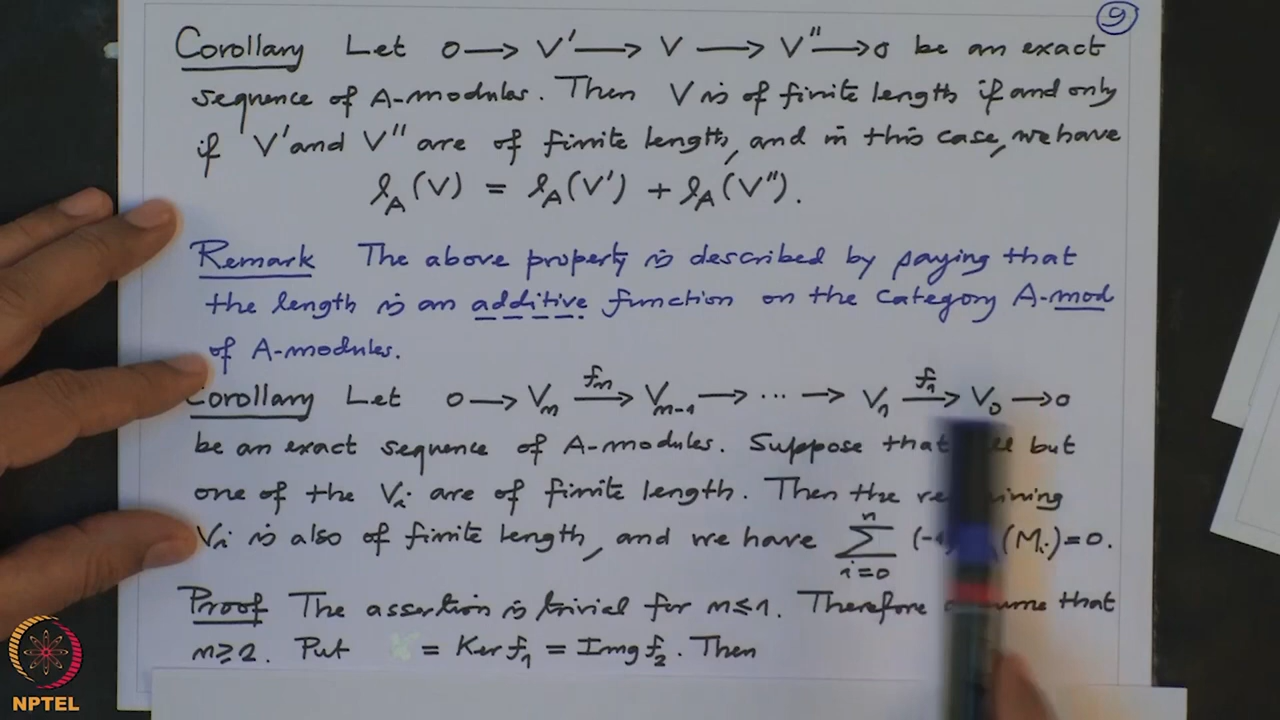 9
Corollary Let 0 → V' → V → V'' → 0 be an exact
sequence of A-modules. Then V is of finite length if and only
if V' and V'' are of finite length, and in this case, we have
ℓ_A(V) = ℓ_A(V') + ℓ_A(V'').
Remark The above property is described by paying that
the length is an additive function on the category A-mod
of A-modules.
Corollary Let 0 → V_n —f_n→ V_{n-1} → ... → V_1 —f_1→ V_0 → 0
be an exact sequence of A-modules. Suppose that but
one of the V_i are of finite length. Then the
V_i is also of finite length, and we have ∑_{i=0}^{n} (-1 (M_i) = 0.
Proof The assertion is trivial for n ≤ 1. Therefore that
n ≥ 2. Put = Ker f_1 = Img f_2. Then
NPTEL